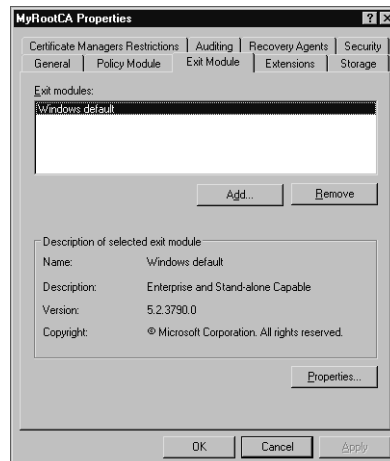 MyRootCA Properties
Certificate Managers Restrictions Auditing Recovery Agents Security
General Policy Module Exit Module Extensions Storage
Exit modules:
Windows default
Add... Remove
Description of selected exit module
Name: Windows default
Description: Enterprise and Stand-alone Capable
Version: 5.2.3790.0
Copyright: © Microsoft Corporation. All rights reserved.
Properties...
OK Cancel Apply